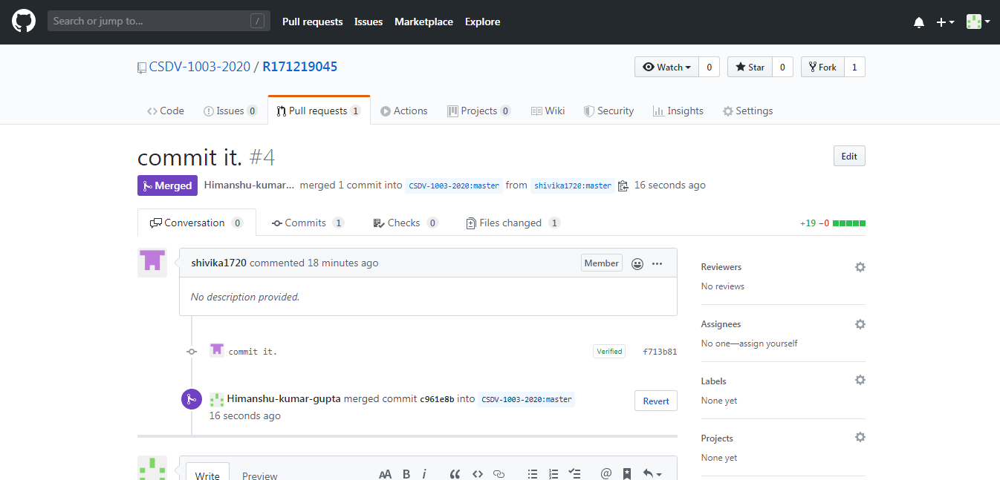 Search or jump to... / Pull requests Issues Marketplace Explore
CSDV-1003-2020 / R171219045 Watch 0 Star 0 Fork 1
Code Issues 0 Pull requests 1 Actions Projects 0 Wiki Security Insights Settings
commit it. #4 Edit
Merged Himanshu-kumar... merged 1 commit into CSDV-1003-2020:master from shivika1720:master 16 seconds ago
Conversation 0 Commits 1 Checks 0 Files changed 1 +19 −0
shivika1720 commented 18 minutes ago Member
No description provided.
commit it. Verified f713b81
Himanshu-kumar-gupta merged commit c961e8b into CSDV-1003-2020:master Revert
16 seconds ago
Write Preview AA B i @
Reviewers
No reviews
Assignees
No one—assign yourself
Labels
None yet
Projects
None yet